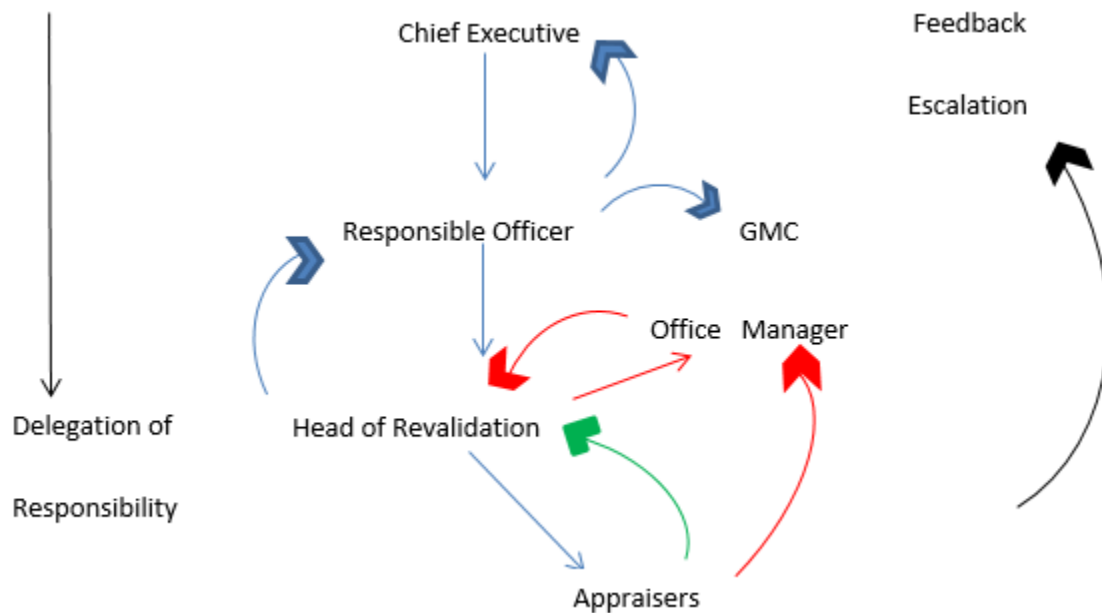 Chief Executive
Feedback
Escalation
Responsible Officer
GMC
Office Manager
Delegation of
Head of Revalidation
Responsibility
Appraisers